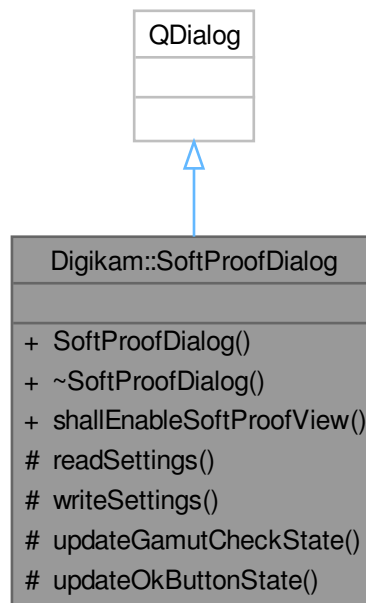 QDialog
Digikam::SoftProofDialog
+ SoftProofDialog()
+ ~SoftProofDialog()
+ shallEnableSoftProofView()
# readSettings()
# writeSettings()
# updateGamutCheckState()
# updateOkButtonState()